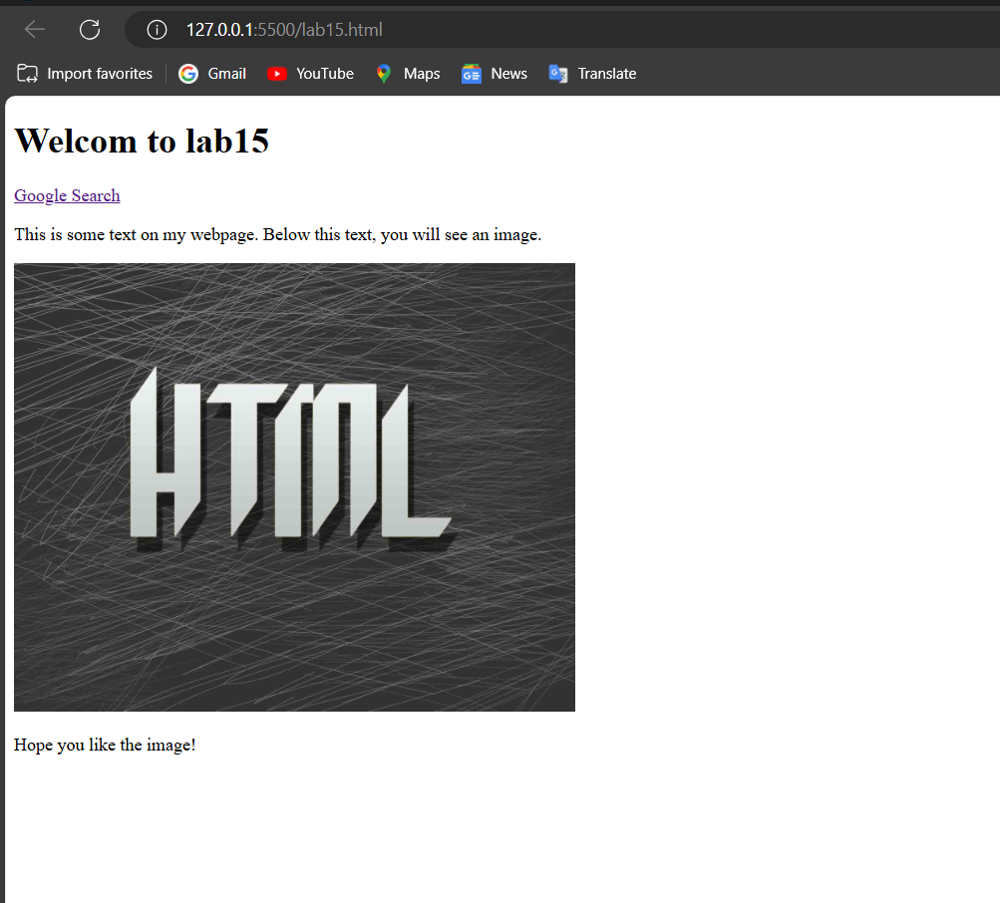 127.0.0.1:5500/lab15.html
Import favorites Gmail YouTube Maps News Translate
Welcom to lab15
Google Search
This is some text on my webpage. Below this text, you will see an image.
HTML
Hope you like the image!